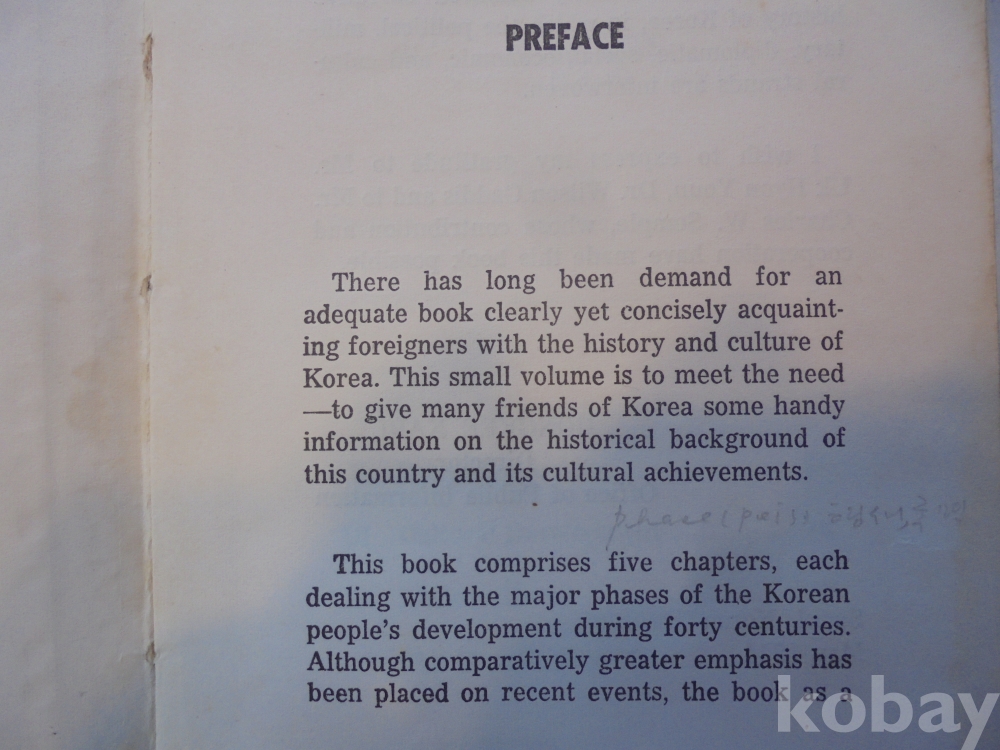 PREFACE
There has long been demand for an
adequate book clearly yet concisely acquaint-
ing foreigners with the history and culture of
Korea. This small volume is to meet the need
—to give many friends of Korea some handy
information on the historical background of
this country and its cultural achievements.
phase
This book comprises five chapters, each
dealing with the major phases of the Korean
people's development during forty centuries.
Although comparatively greater emphasis has
been placed on recent events, the book as a
kobay